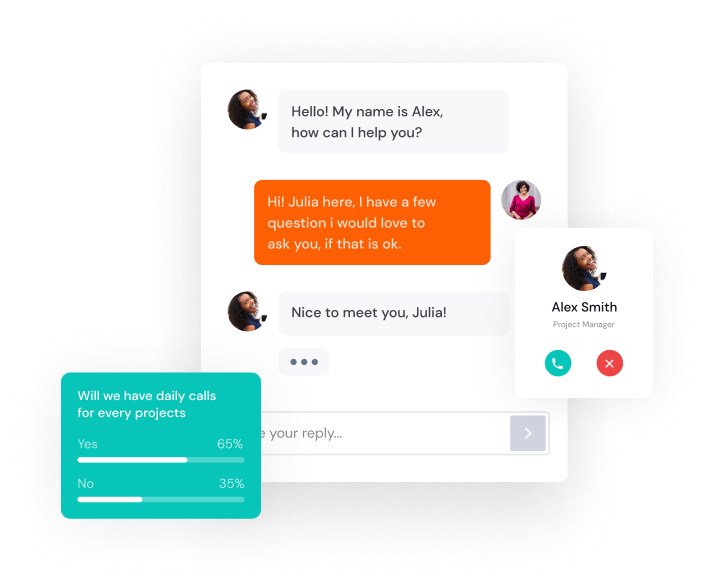 Hello! My name is Alex,
how can I help you?
Hi! Julia here, I have a few
question i would love to
ask you, if that is ok.
Nice to meet you, Julia!
Alex Smith
Project Manager
your reply...
Will we have daily calls
for every projects
Yes 65%
No 35%